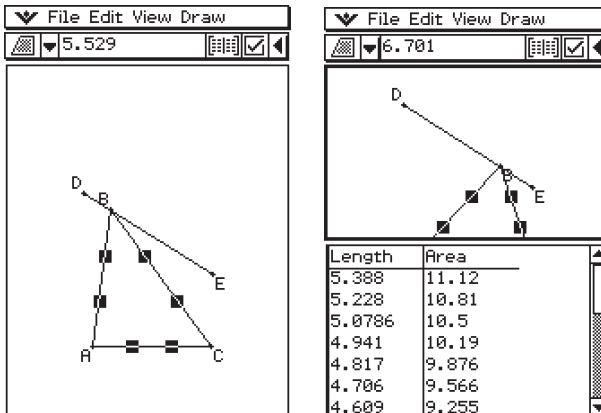 File Edit View Draw
5.529
D
B
E
A
C
File Edit View Draw
6.701
D
B
E
Length Area
5.388 11.12
5.228 10.81
5.0786 10.5
4.941 10.19
4.817 9.876
4.706 9.566
4.609 9.255